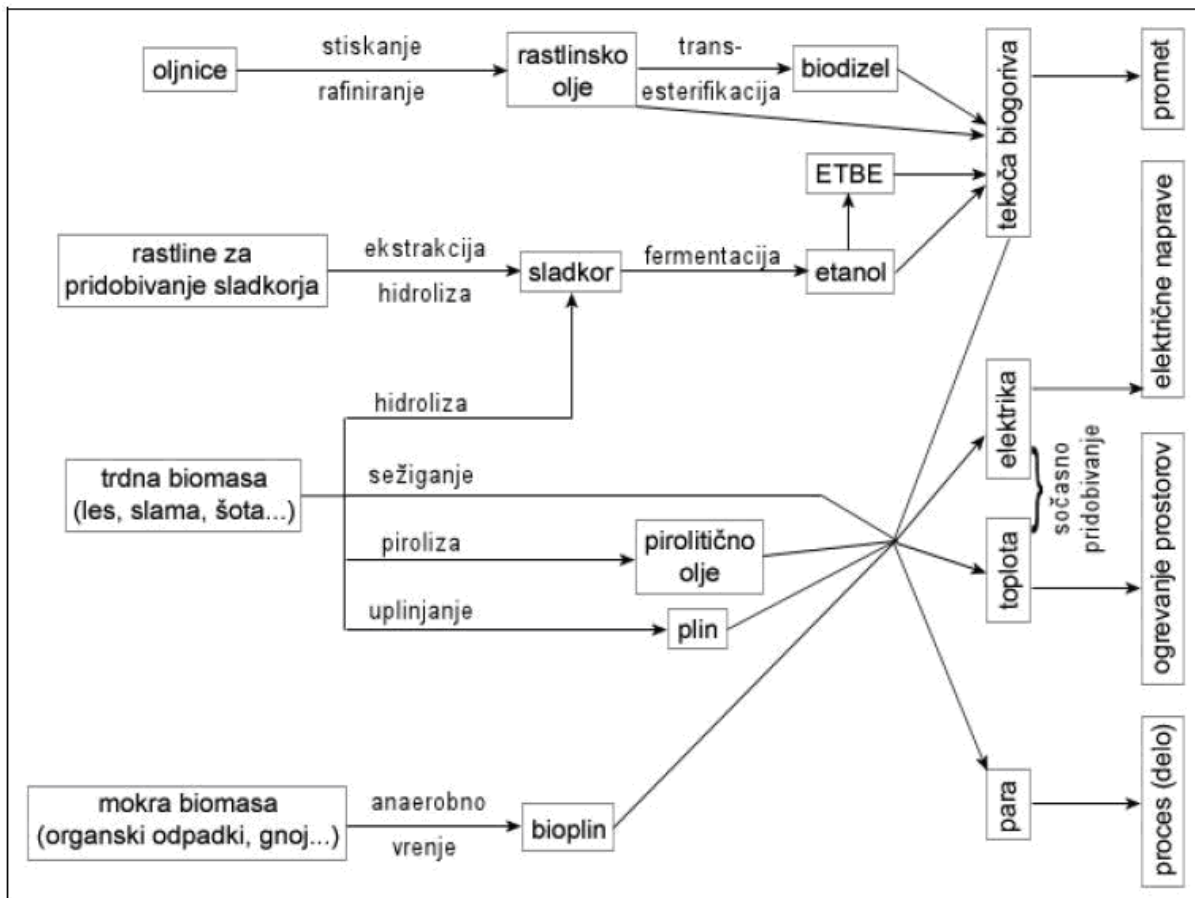 oljnice
stiskanje
rafiniranje
rastlinsko
olje
trans-
esterifikacija
biodizel
tekoča biogoriva
promet
ETBE
rastline za
pridobivanje sladkorja
ekstrakcija
hidroliza
sladkor
fermentacija
etanol
električne naprave
hidroliza
elektrika
trdna biomasa
(les, slama, šota...)
sežiganje
sočasno
pridobivanje
piroliza
pirolitično
olje
toplota
ogrevanje prostorov
uplinjanje
plin
mokra biomasa
(organski odpadki, gnoj...)
anaerobno
vrenje
bioplin
para
proces (delo)